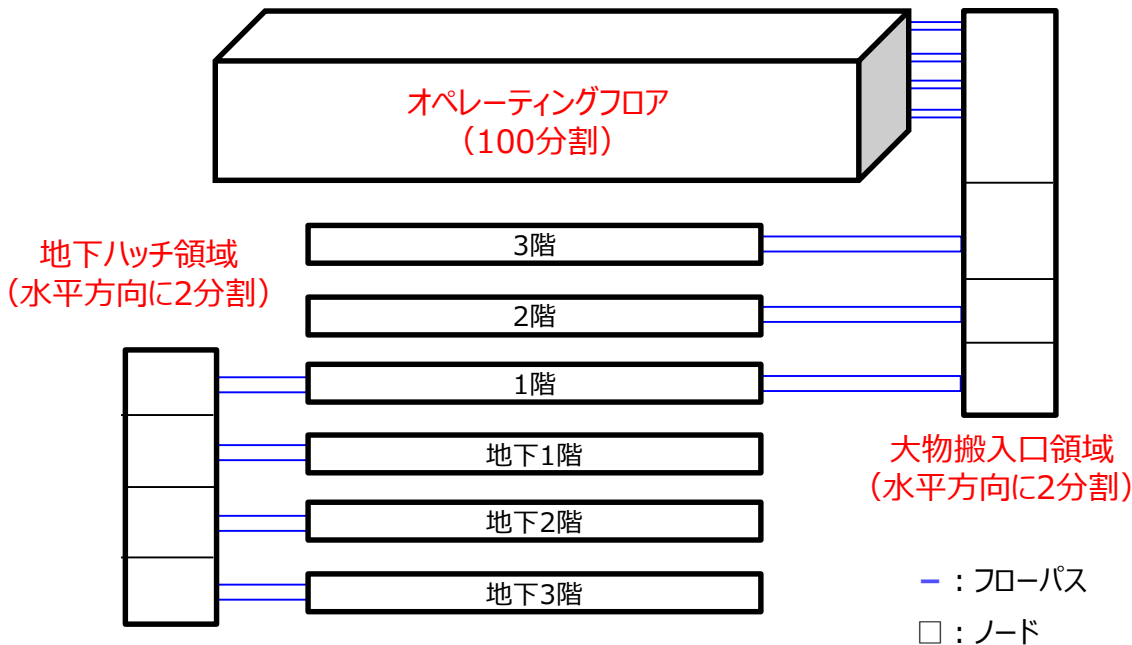 オペレーティングフロア
（100分割）
地下ハッチ領域
（水平方向に2分割）
3階
2階
1階
地下1階
地下2階
地下3階
大物搬入口領域
（水平方向に2分割）
－：フローパス
□：ノード